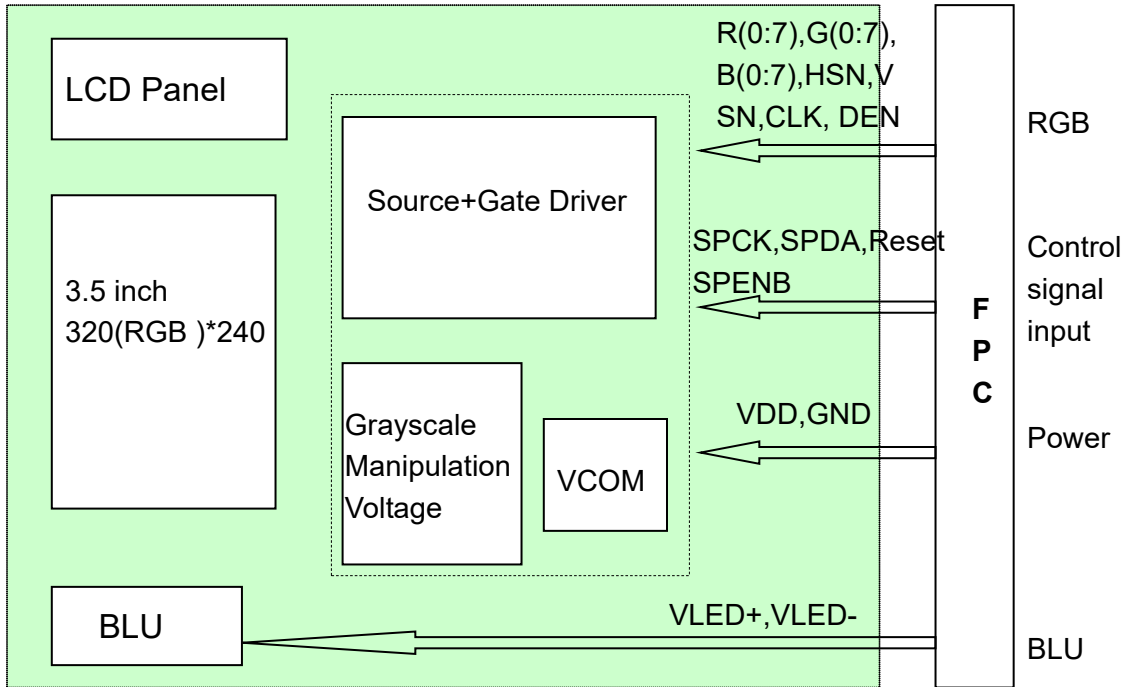 LCD Panel
3.5 inch
320(RGB )*240
BLU
Source+Gate Driver
Grayscale
Manipulation
Voltage
VCOM
R(0:7),G(0:7),
B(0:7),HSN,V
SN,CLK, DEN
SPCK,SPDA,Reset
SPENB
VDD,GND
VLED+,VLED-
F
P
C
RGB
Control
signal
input
Power
BLU